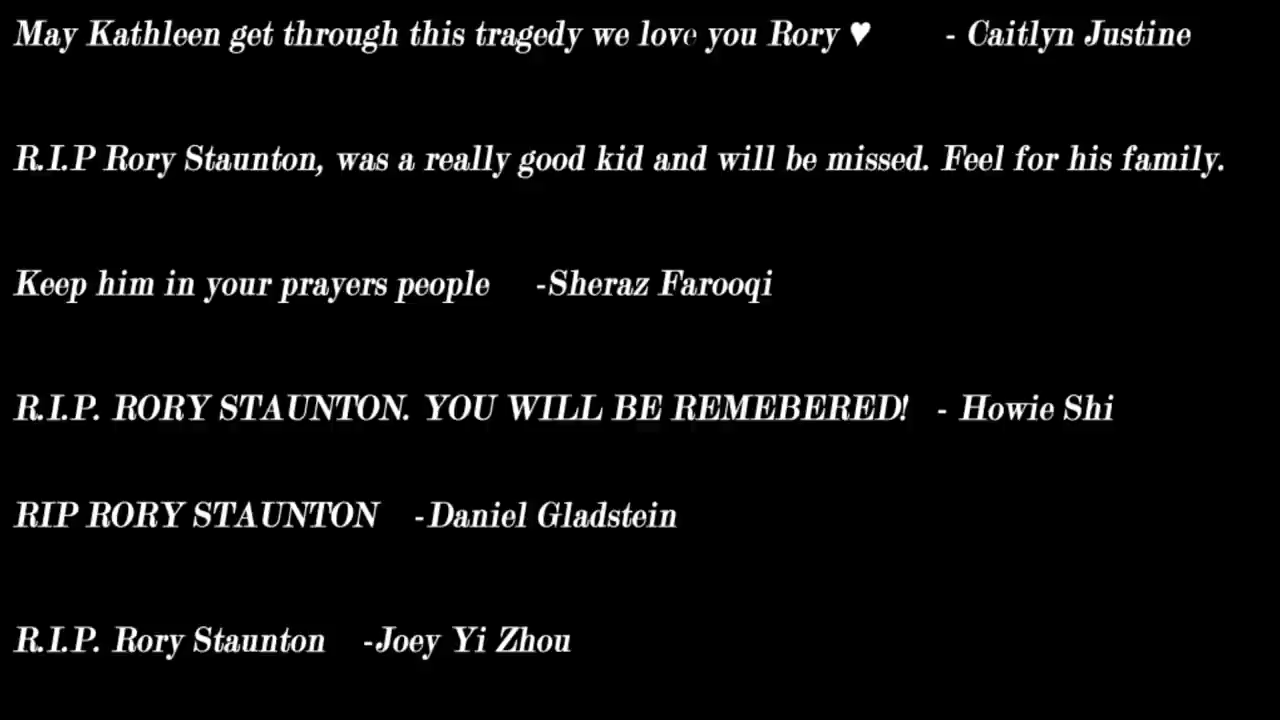 May Kathleen get through this tragedy we love you Rory ♥ - Caitlyn Justine
R.I.P Rory Staunton, was a really good kid and will be missed. Feel for his family.
Keep him in your prayers people -Sheraz Farooqi
R.I.P. RORY STAUNTON. YOU WILL BE REMEBERED! - Howie Shi
RIP RORY STAUNTON -Daniel Gladstein
R.I.P. Rory Staunton -Joey Yi Zhou